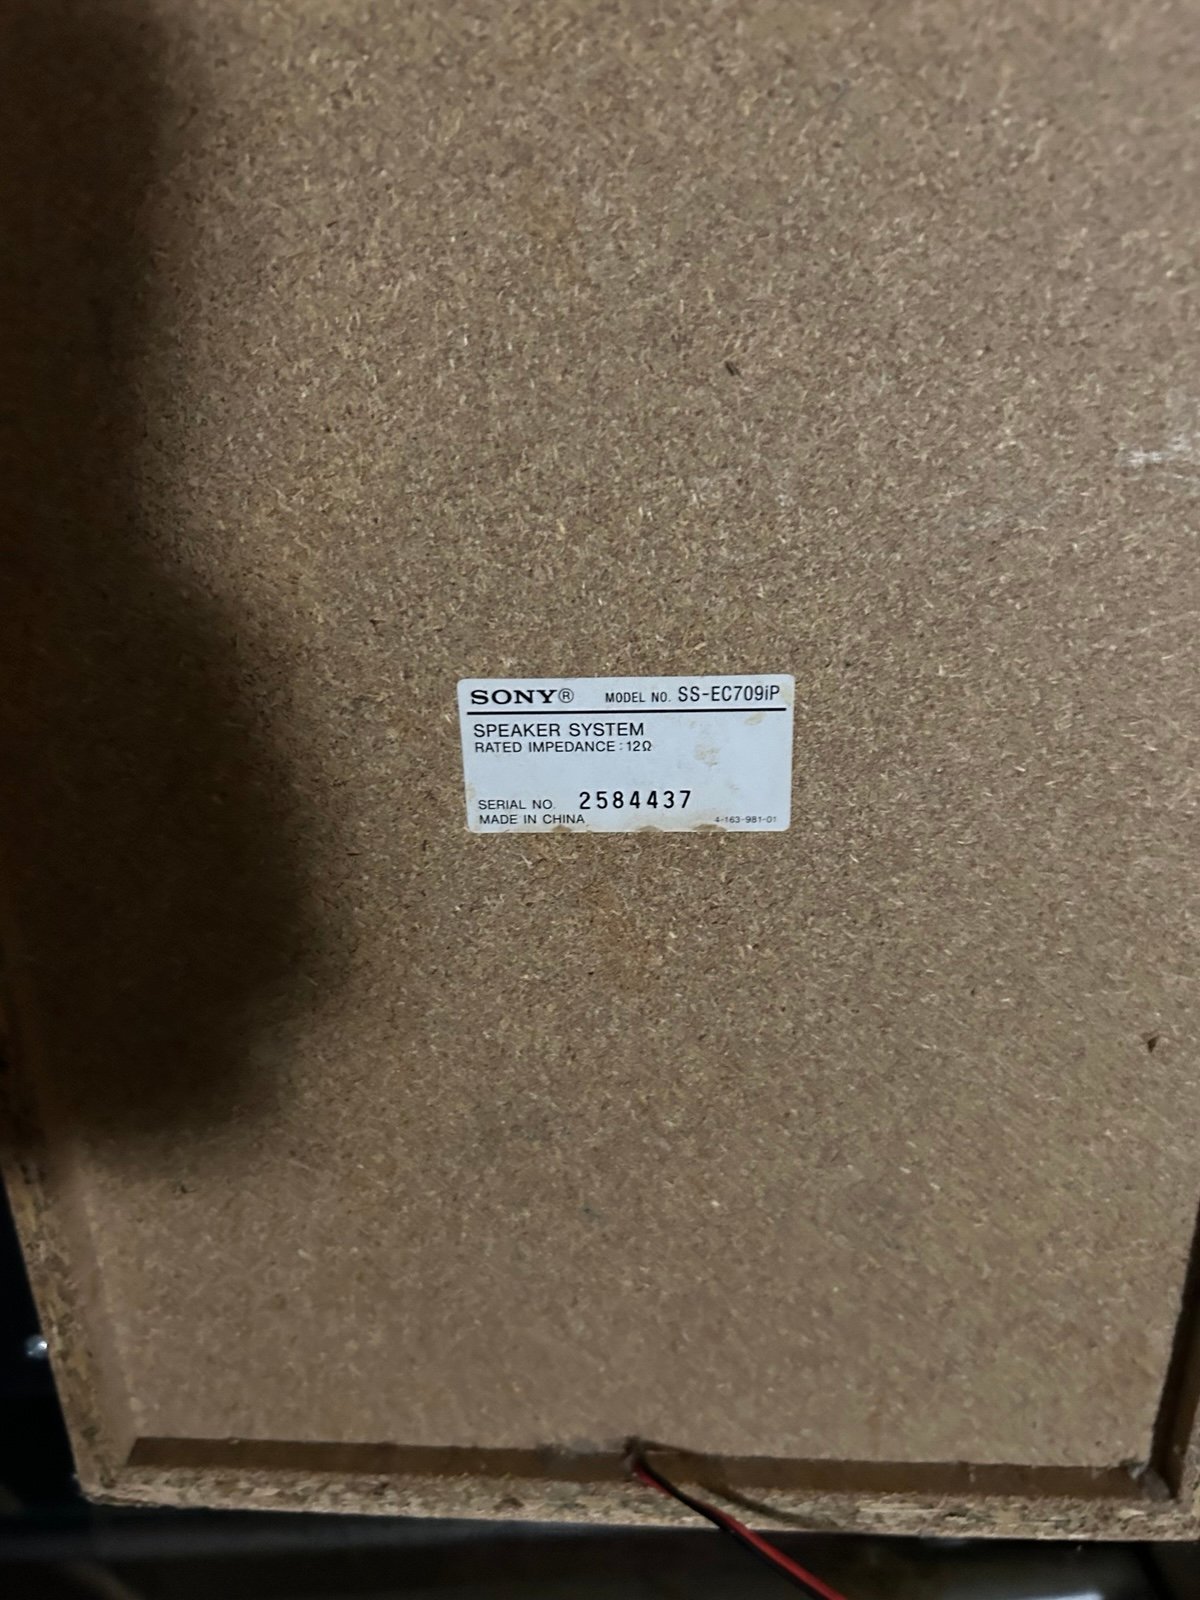 SONY® MODEL NO. SS-EC709iP
SPEAKER SYSTEM
RATED IMPEDANCE : 12Ω
SERIAL NO. 2584437
MADE IN CHINA 4-163-981-01